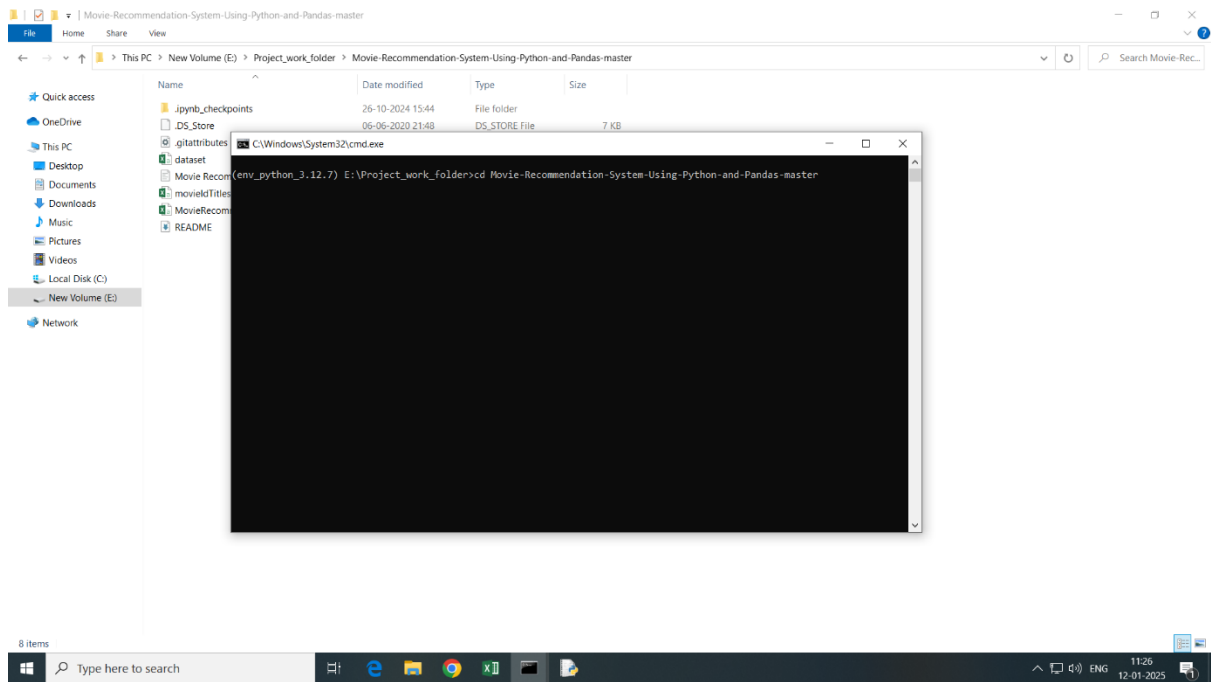 Movie-Recommendation-System-Using-Python-and-Pandas-master
File Home Share View
This PC > New Volume (E:) > Project_work_folder > Movie-Recommendation-System-Using-Python-and-Pandas-master
Search Movie-Rec...
Name Date modified Type Size
Quick access
OneDrive
This PC
Desktop
Documents
Downloads
Music
Pictures
Videos
Local Disk (C:)
New Volume (E:)
Network
.ipynb_checkpoints 26-10-2024 15:44 File folder
.DS_Store 06-06-2020 21:48 DS_STORE File 7 KB
.gitattributes
dataset
Movie Recom
movieIdTitles
MovieRecom
README
C:\Windows\System32\cmd.exe
(env_python_3.12.7) E:\Project_work_folder>cd Movie-Recommendation-System-Using-Python-and-Pandas-master
8 items
Type here to search
ENG
11:26
12-01-2025
1